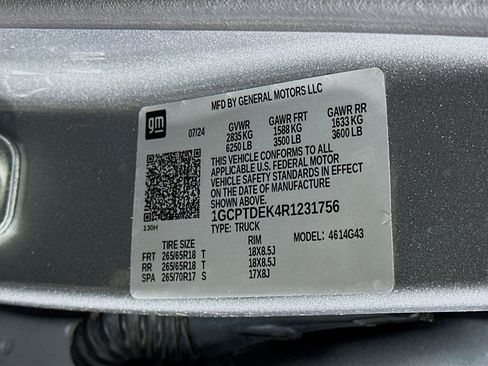 MFD BY GENERAL MOTORS LLC
gm
07/24
GVWR GAWR FRT GAWR RR
2835 KG 1588 KG 1633 KG
6250 LB 3500 LB 3600 LB
THIS VEHICLE CONFORMS TO ALL
APPLICABLE U.S. FEDERAL MOTOR
VEHICLE SAFETY STANDARDS IN EFFECT
ON THE DATE OF MANUFACTURE
SHOWN ABOVE.
1GCPTDEK4R1231756
TYPE: TRUCK MODEL: 4614G43
130H
TIRE SIZE RIM
FRT 265/65R18 T 18X8.5J
RR 265/65R18 T 18X8.5J
SPA 265/70R17 S 17X8J